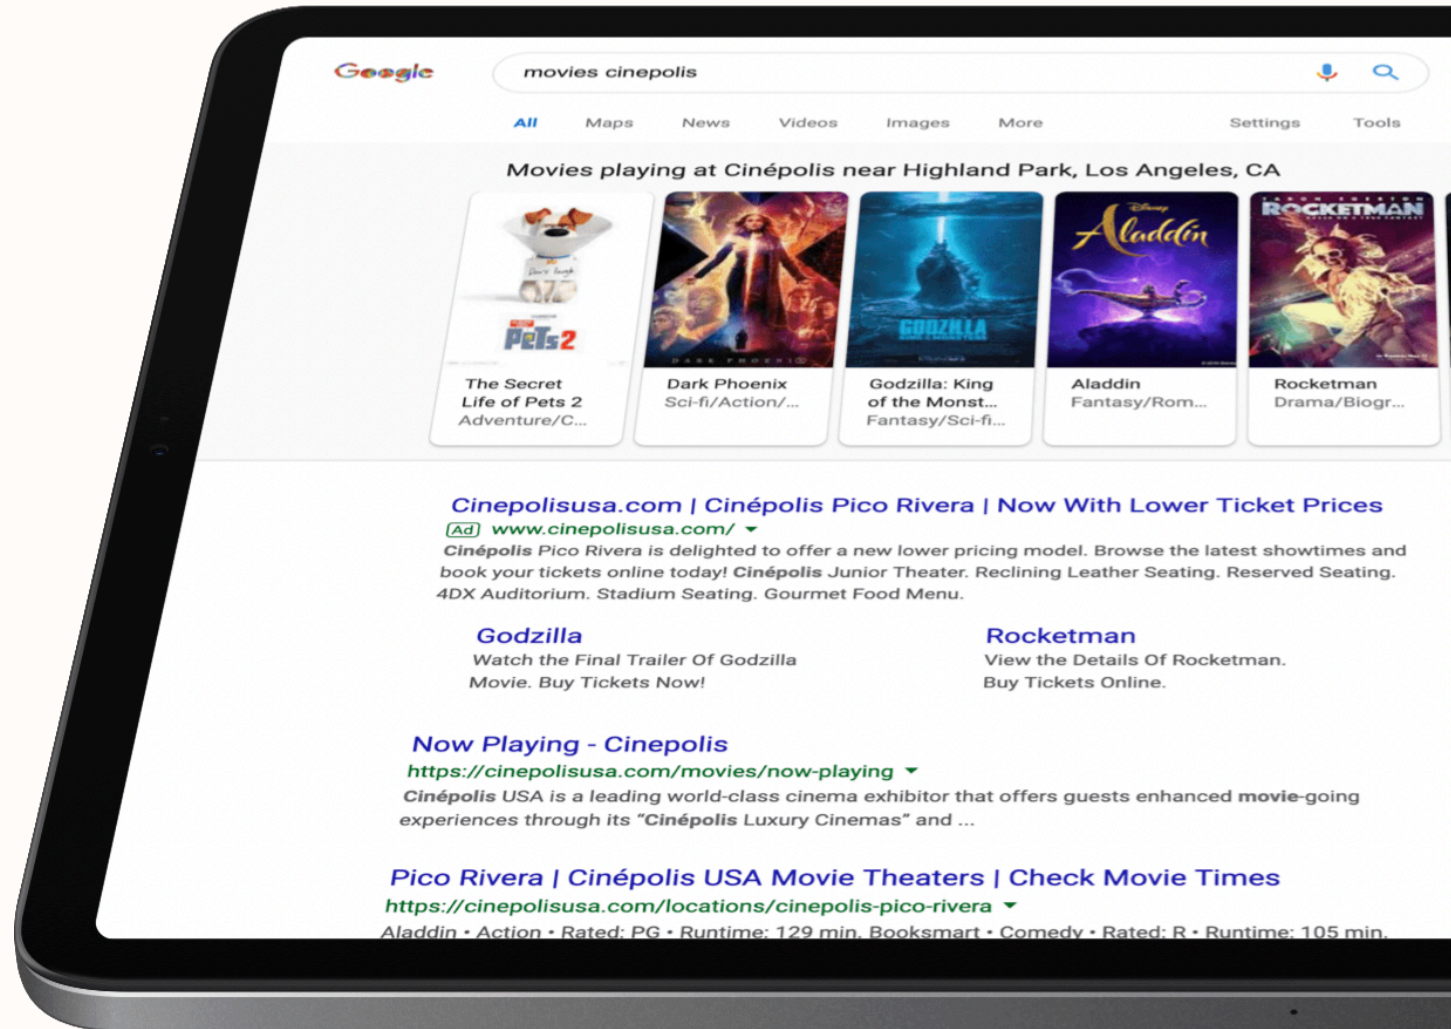 Google
movies cinepolis
All Maps News Videos Images More Settings Tools
Movies playing at Cinépolis near Highland Park, Los Angeles, CA
Don't laugh
PETS 2
DARK PHOENIX
GODZILLA
Disney
Aladdin
ROCKETMAN
The Secret
Life of Pets 2
Adventure/C...
Dark Phoenix
Sci-fi/Action/...
Godzilla: King
of the Monst...
Fantasy/Sci-fi...
Aladdin
Fantasy/Rom...
Rocketman
Drama/Biogr...
Cinepolisusa.com | Cinépolis Pico Rivera | Now With Lower Ticket Prices
Ad www.cinepolisusa.com/
Cinépolis Pico Rivera is delighted to offer a new lower pricing model. Browse the latest showtimes and
book your tickets online today! Cinépolis Junior Theater. Reclining Leather Seating. Reserved Seating.
4DX Auditorium. Stadium Seating. Gourmet Food Menu.
Godzilla
Watch the Final Trailer Of Godzilla
Movie. Buy Tickets Now!
Rocketman
View the Details Of Rocketman.
Buy Tickets Online.
Now Playing - Cinepolis
https://cinepolisusa.com/movies/now-playing
Cinépolis USA is a leading world-class cinema exhibitor that offers guests enhanced movie-going
experiences through its “Cinépolis Luxury Cinemas” and ...
Pico Rivera | Cinépolis USA Movie Theaters | Check Movie Times
https://cinepolisusa.com/locations/cinepolis-pico-rivera
Aladdin • Action • Rated: PG • Runtime: 129 min. Booksmart • Comedy • Rated: R • Runtime: 105 min.